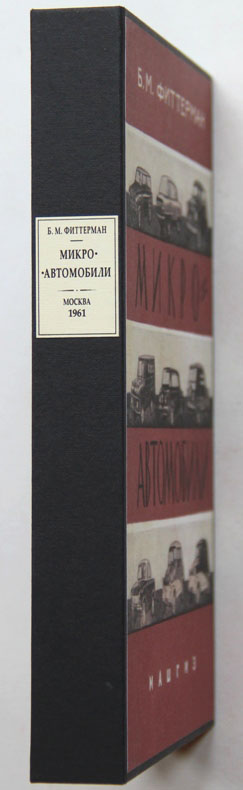 Б. М. ФИТТЕРМАН
МИКРО·
·АВТОМОБИЛИ
МОСКВА
1961
Б.М. ФИТТЕРМАН
МИКРО-
АВТОМОБИЛИ
МАШГИЗ